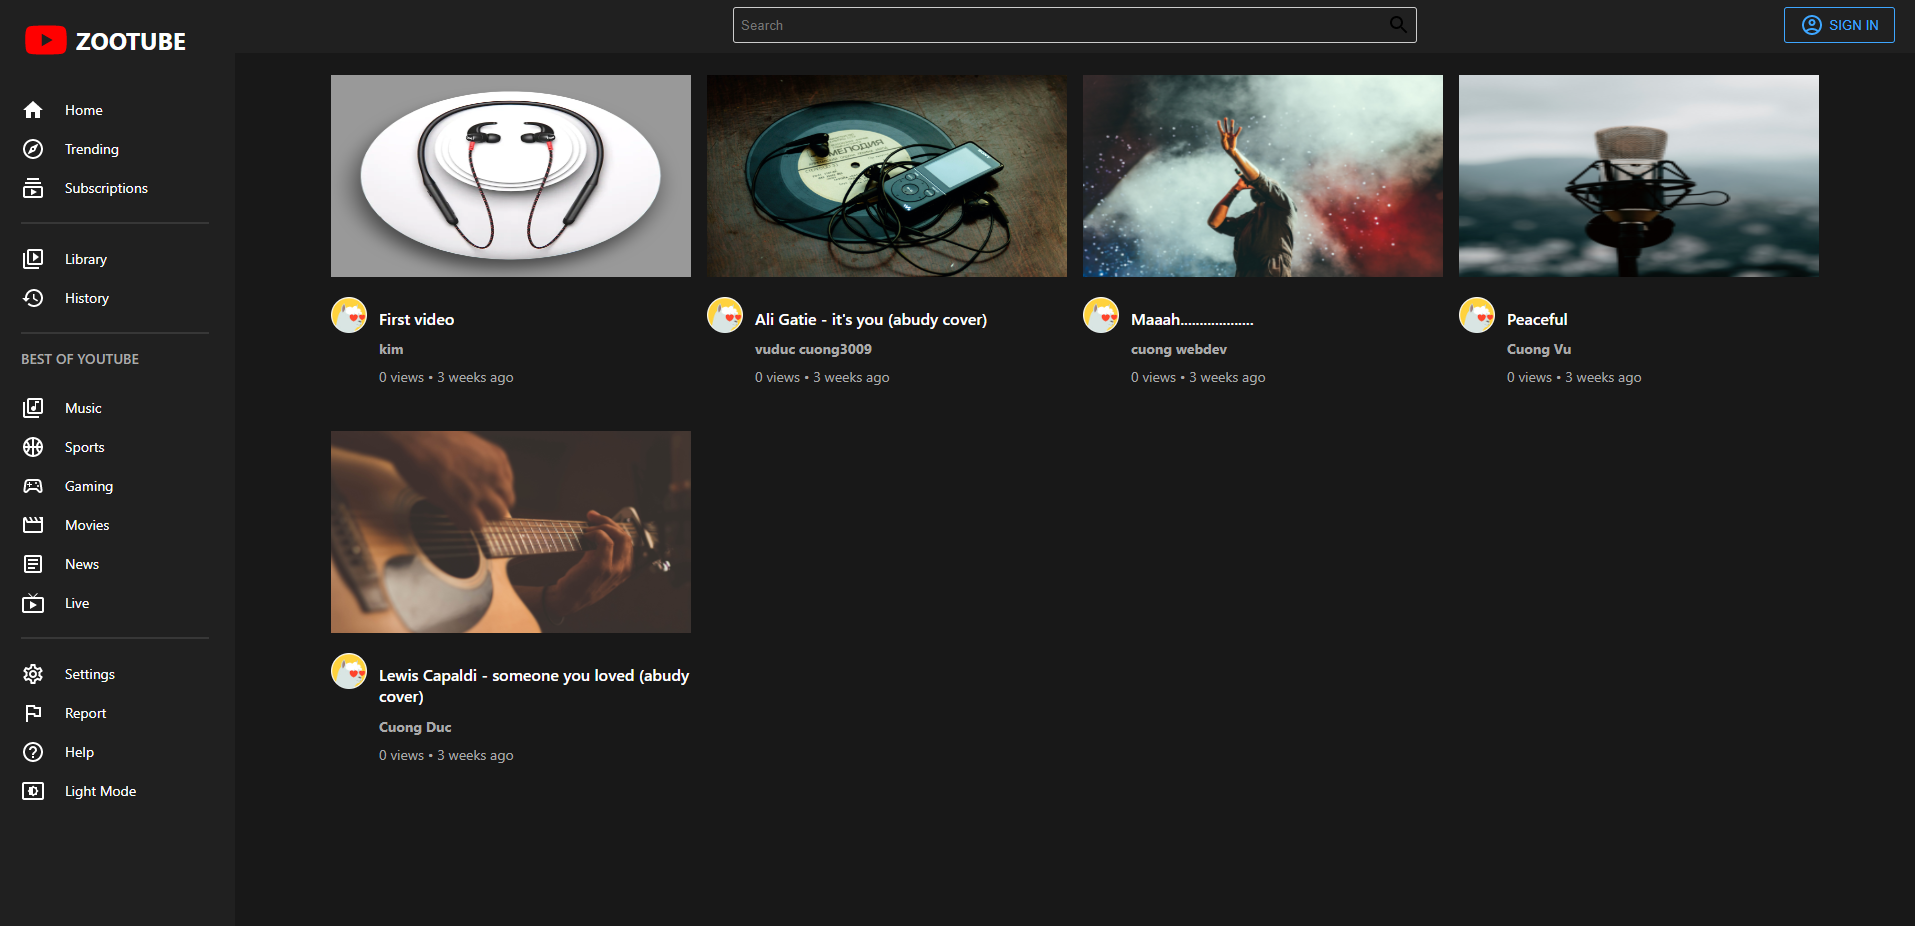 ZOOTUBE
Search
SIGN IN
Home
Trending
Subscriptions
Library
History
BEST OF YOUTUBE
Music
Sports
Gaming
Movies
News
Live
Settings
Report
Help
Light Mode
МЕЛОДИЯ
First video
kim
0 views • 3 weeks ago
Ali Gatie - it's you (abudy cover)
vuduc cuong3009
0 views • 3 weeks ago
Maaah...................
cuong webdev
0 views • 3 weeks ago
Peaceful
Cuong Vu
0 views • 3 weeks ago
Lewis Capaldi - someone you loved (abudy
cover)
Cuong Duc
0 views • 3 weeks ago